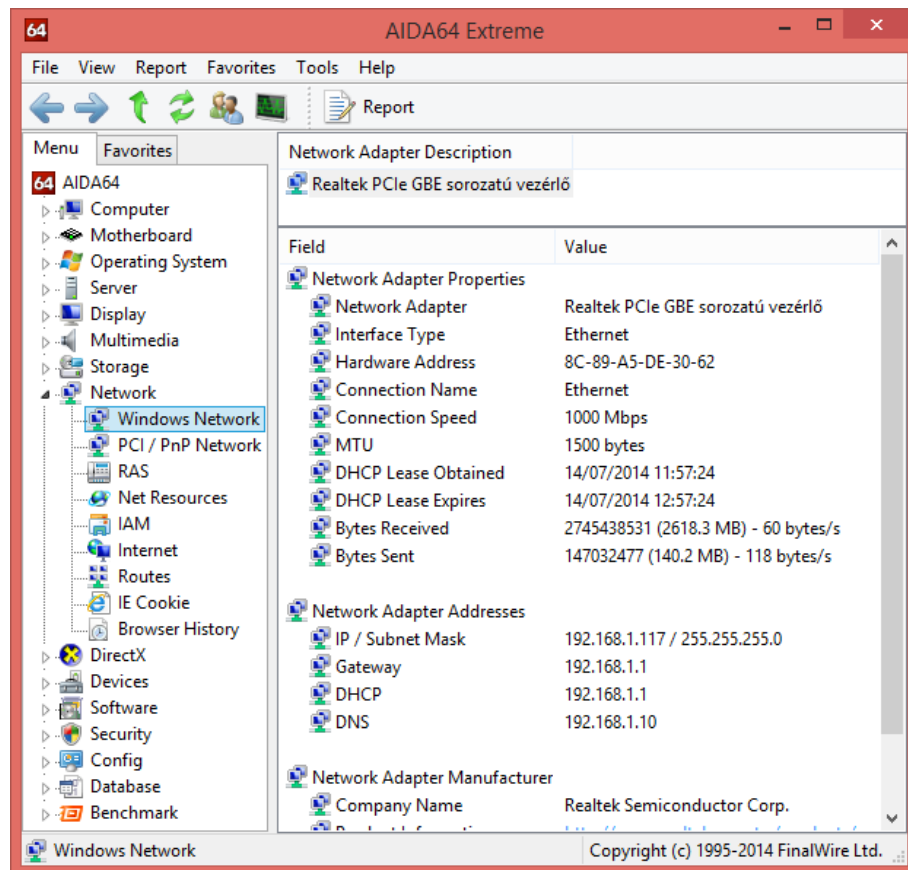 64 AIDA64 Extreme
File View Report Favorites Tools Help
Report
Menu Favorites
64 AIDA64
Computer
Motherboard
Operating System
Server
Display
Multimedia
Storage
Network
Windows Network
PCI / PnP Network
RAS
Net Resources
IAM
Internet
Routes
IE Cookie
Browser History
DirectX
Devices
Software
Security
Config
Database
Benchmark
Network Adapter Description
Realtek PCIe GBE sorozatú vezérlő
Field Value
Network Adapter Properties
Network Adapter Realtek PCIe GBE sorozatú vezérlő
Interface Type Ethernet
Hardware Address 8C-89-A5-DE-30-62
Connection Name Ethernet
Connection Speed 1000 Mbps
MTU 1500 bytes
DHCP Lease Obtained 14/07/2014 11:57:24
DHCP Lease Expires 14/07/2014 12:57:24
Bytes Received 2745438531 (2618.3 MB) - 60 bytes/s
Bytes Sent 147032477 (140.2 MB) - 118 bytes/s
Network Adapter Addresses
IP / Subnet Mask 192.168.1.117 / 255.255.255.0
Gateway 192.168.1.1
DHCP 192.168.1.1
DNS 192.168.1.10
Network Adapter Manufacturer
Company Name Realtek Semiconductor Corp.
Windows Network Copyright (c) 1995-2014 FinalWire Ltd.